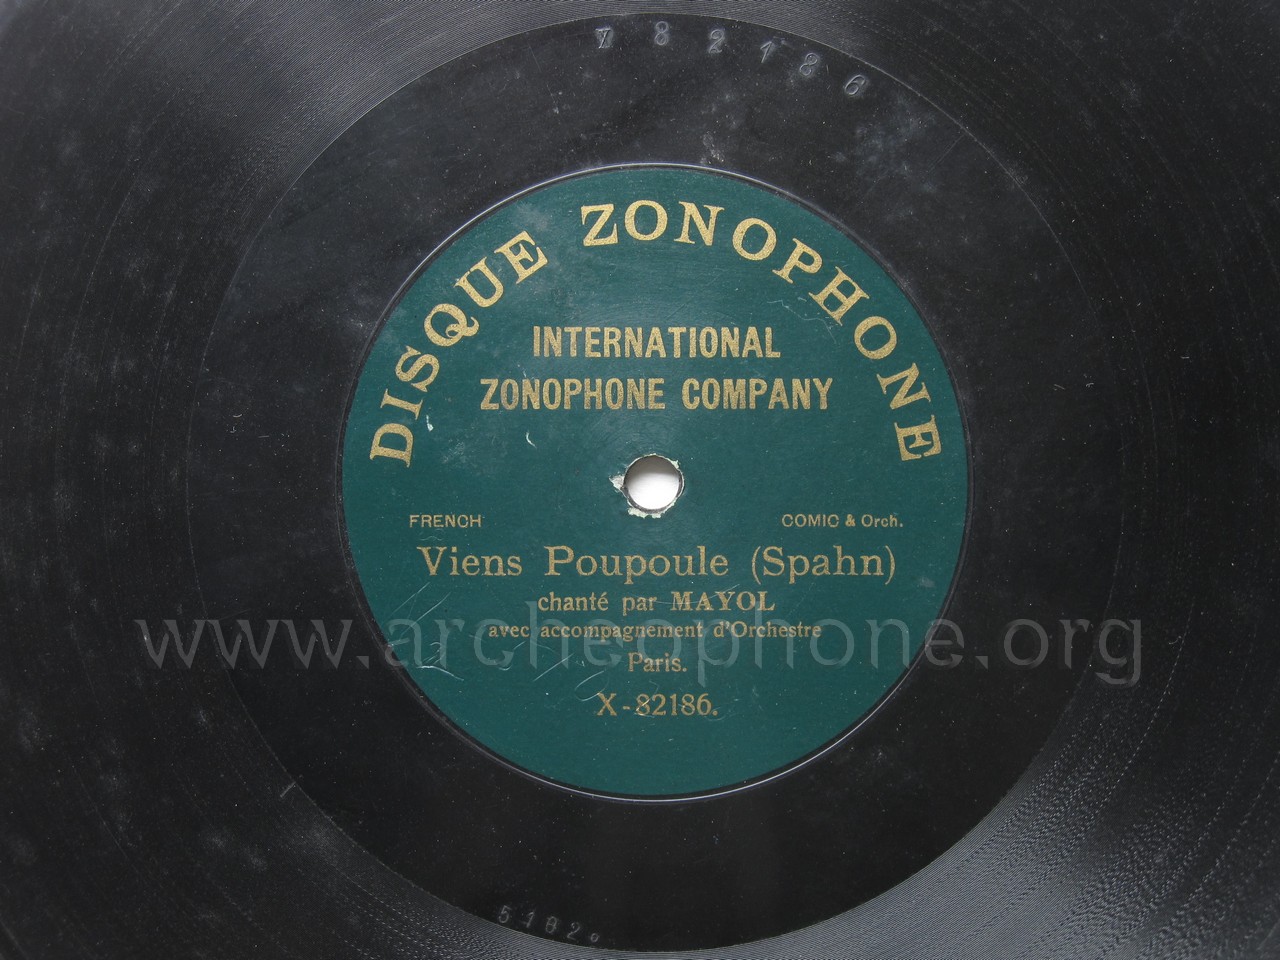 X 82186
DISQUE ZONOPHONE
INTERNATIONAL
ZONOPHONE COMPANY
FRENCH
COMIC & Orch.
Viens Poupoule (Spahn)
chanté par MAYOL
avec accompagnement d'Orchestre
www.archeophone.org
Paris.
X-82186.
5182o